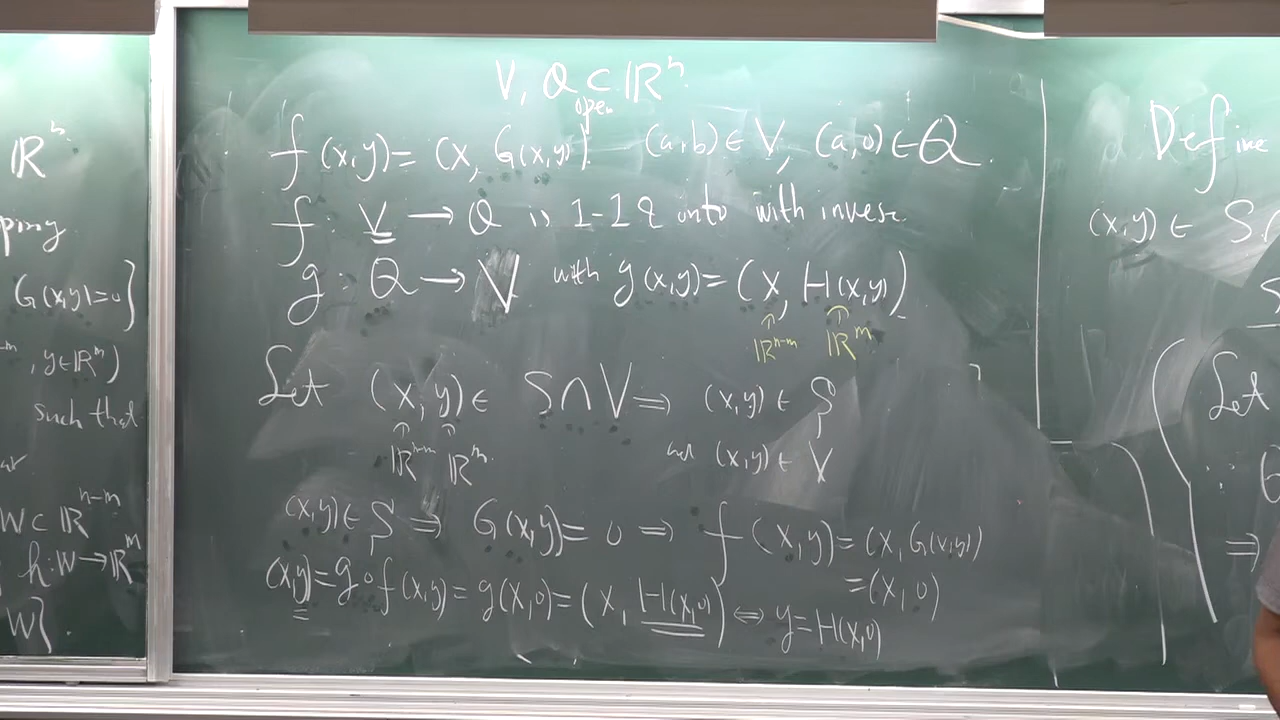 ℝⁿ
G(x,y)=0}
, y∈ℝᵐ)
such that
W⊂ℝⁿ⁻ᵐ
h:W→ℝᵐ
W}.
V, Q ⊂ ℝⁿ
open
f(x,y)=(x, G(x,y)) (a,b)∈V, (a,0)∈Q.
f: V → Q is 1-1 & onto with inverse
g: Q → V with g(x,y)=(x, H(x,y))
ℝⁿ⁻ᵐ ℝᵐ
Let (x,y)∈ S∩V ⇒ (x,y)∈ S
ℝⁿ⁻ᵐ ℝᵐ and (x,y)∈ V
(x,y)∈S ⇒ G(x,y)=0 ⇒ f(x,y)=(x, G(x,y))
=(x,0)
(x,y)=g∘f(x,y)=g(x,0)=(x, H(x,0)) ⇔ y=H(x,0)
Define
(x,y)∈ S∩
Let
∵
⇒